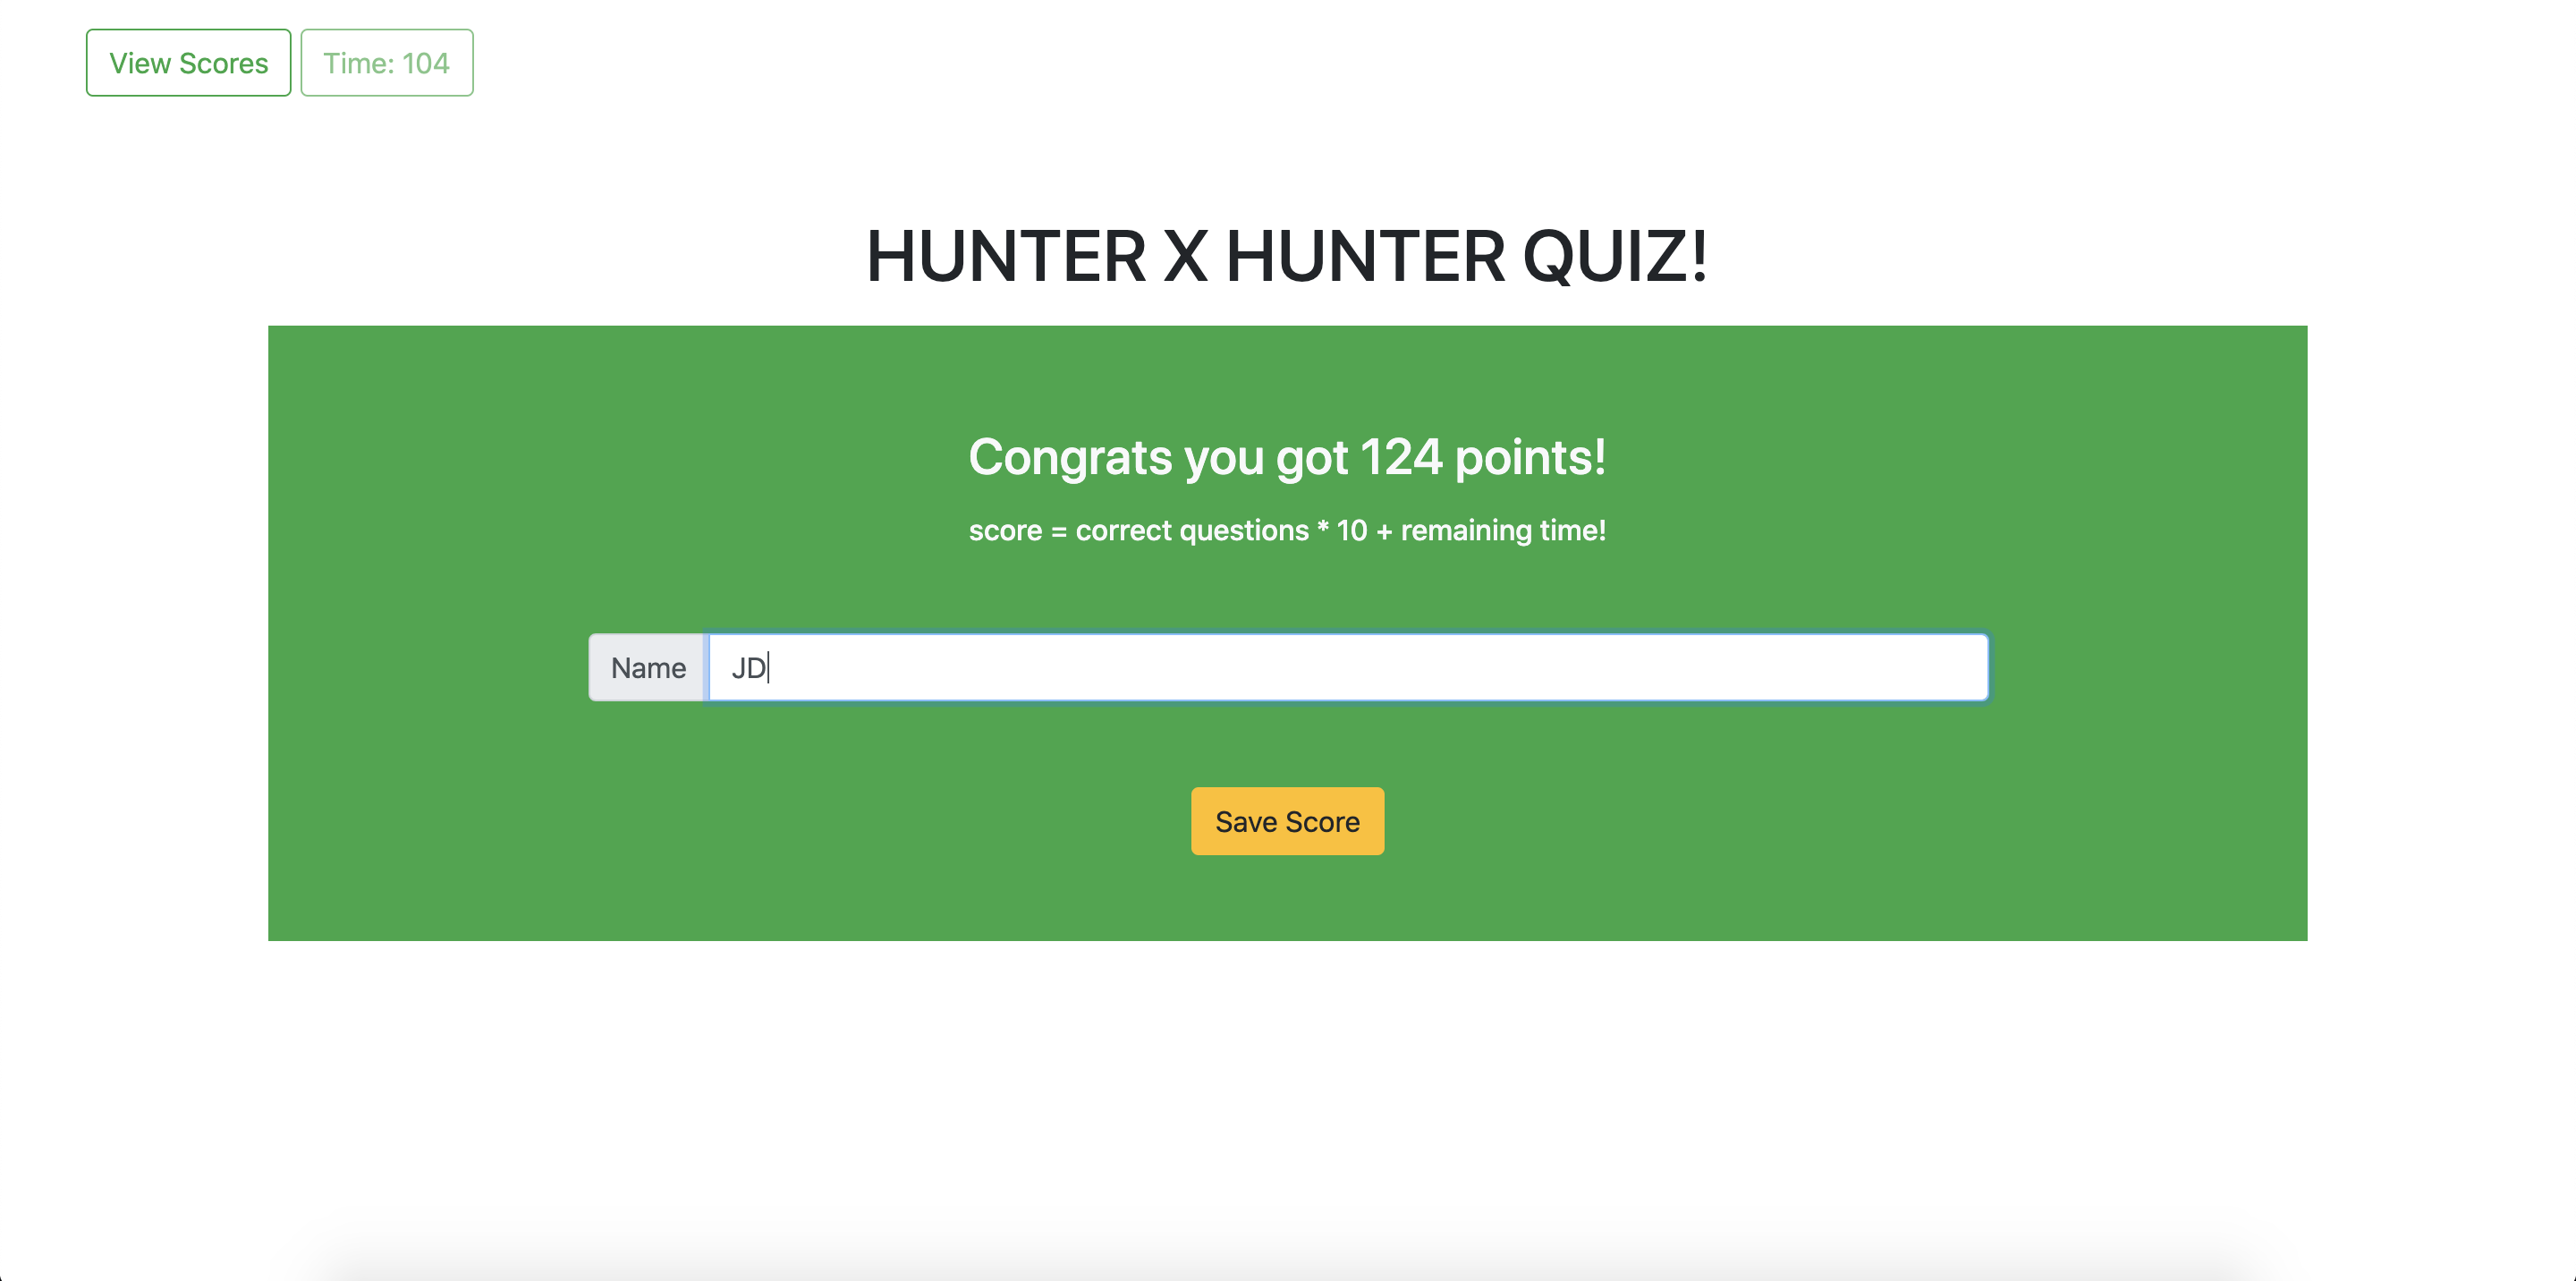 View Scores
Time: 104
HUNTER X HUNTER QUIZ!
Congrats you got 124 points!
score = correct questions * 10 + remaining time!
Name
JD
Save Score